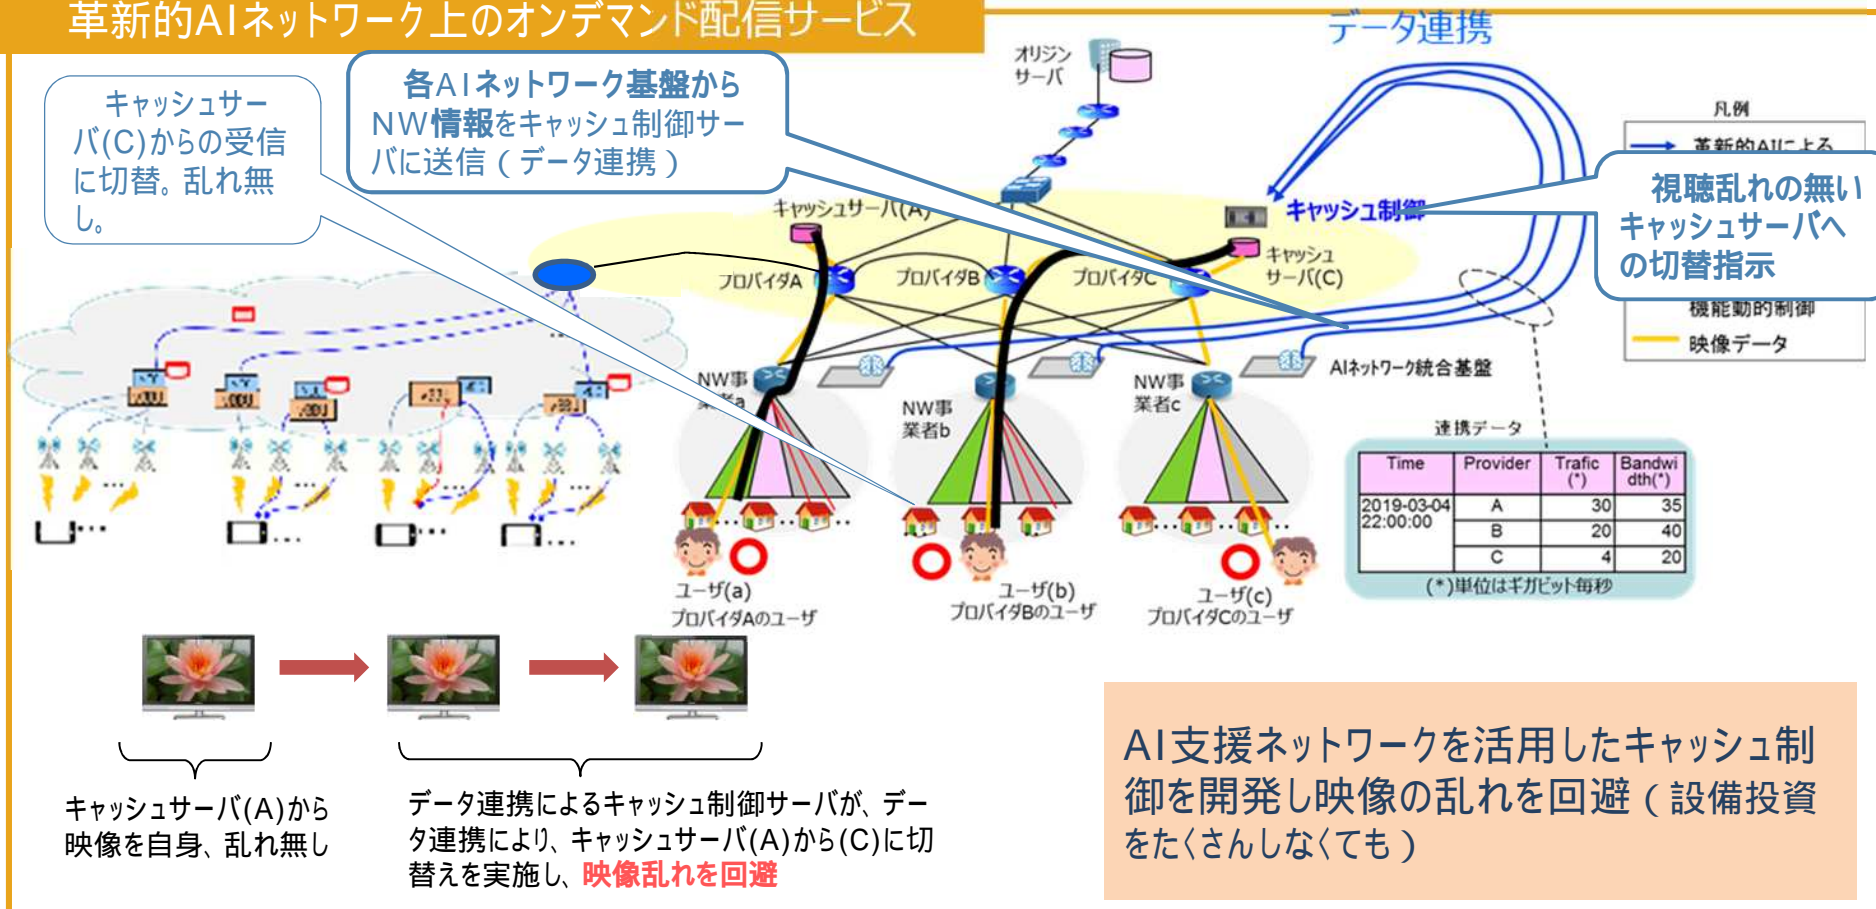 革新的AIネットワーク上のオンデマンド配信サービス
データ連携
キャッシュサー
バ(C)からの受信
に切替。乱れ無
し。
各AIネットワーク基盤から
NW情報をキャッシュ制御サー
バに送信(データ連携)
オリジン
サーバ
凡例
革新的AIによる
視聴乱れの無い
キャッシュサーバへ
の切替指示
機能動的制御
映像データ
キャッシュサーバ(A)
キャッシュ制御
キャッシュ
サーバ(C)
プロバイダA
プロバイダB
プロバイダC
NW事
業者a
NW事
業者b
NW事
業者c
AIネットワーク統合基盤
連携データ
Time Provider Trafic (*) Bandwi
dth(*)
2019-03-04 A 30 35
22:00:00
B 20 40
C 4 20
(*)単位はギガビット毎秒
ユーザ(a)
プロバイダAのユーザ
ユーザ(b)
プロバイダBのユーザ
ユーザ(c)
プロバイダCのユーザ
キャッシュサーバ(A)から
映像を自身、乱れ無し
データ連携によるキャッシュ制御サーバが、デー
タ連携により、キャッシュサーバ(A)から(C)に切
替えを実施し、映像乱れを回避
AI支援ネットワークを活用したキャッシュ制
御を開発し映像の乱れを回避(設備投資
をたくさんしなくても)